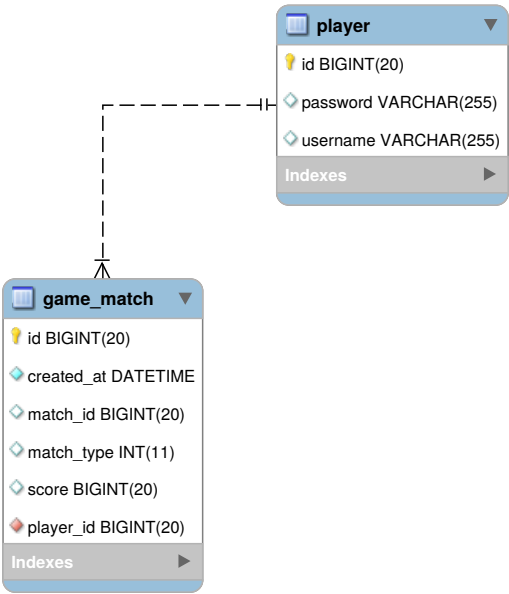 player
id BIGINT(20)
password VARCHAR(255)
username VARCHAR(255)
Indexes
game_match
id BIGINT(20)
created_at DATETIME
match_id BIGINT(20)
match_type INT(11)
score BIGINT(20)
player_id BIGINT(20)
Indexes